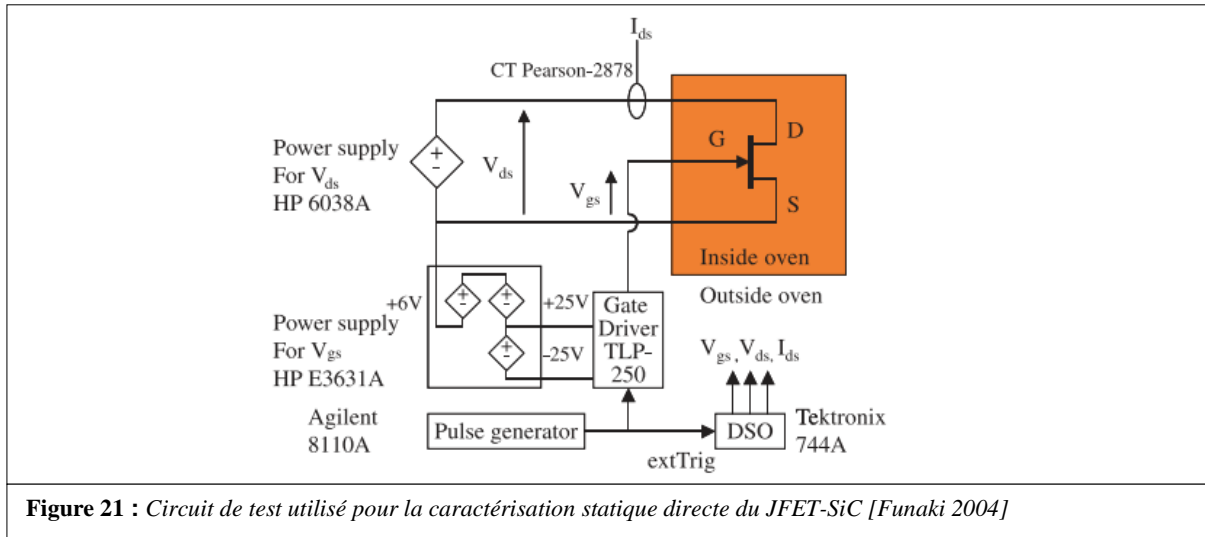 I_ds
CT Pearson-2878
Power supply
For V_ds
HP 6038A
+
-
V_ds
V_gs
G
D
S
Inside oven
Outside oven
+6V
+
-
+
-
+25V
+
-
-25V
Power supply
For V_gs
HP E3631A
Gate
Driver
TLP-
250
V_gs, V_ds, I_ds
Agilent
8110A
Pulse generator
extTrig
DSO
Tektronix
744A
Figure 21 : Circuit de test utilisé pour la caractérisation statique directe du JFET-SiC [Funaki 2004]